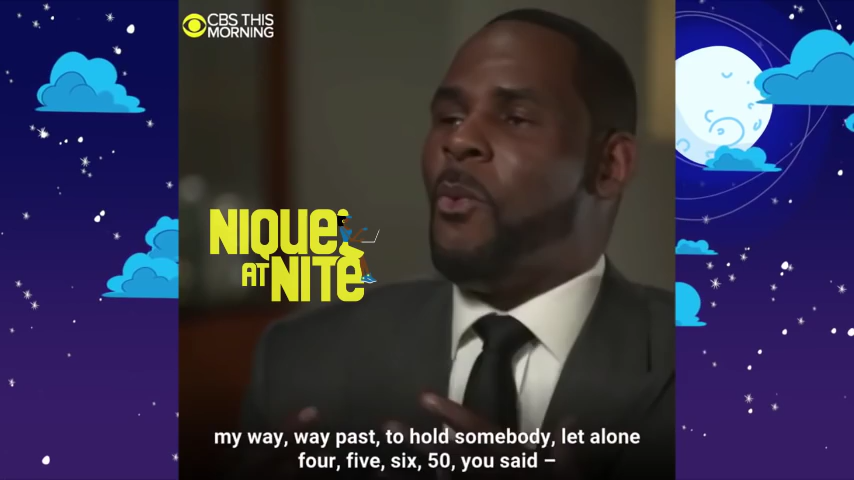 CBS THIS
MORNING
NIQUE
AT NITE
my way, way past, to hold somebody, let alone
four, five, six, 50, you said –